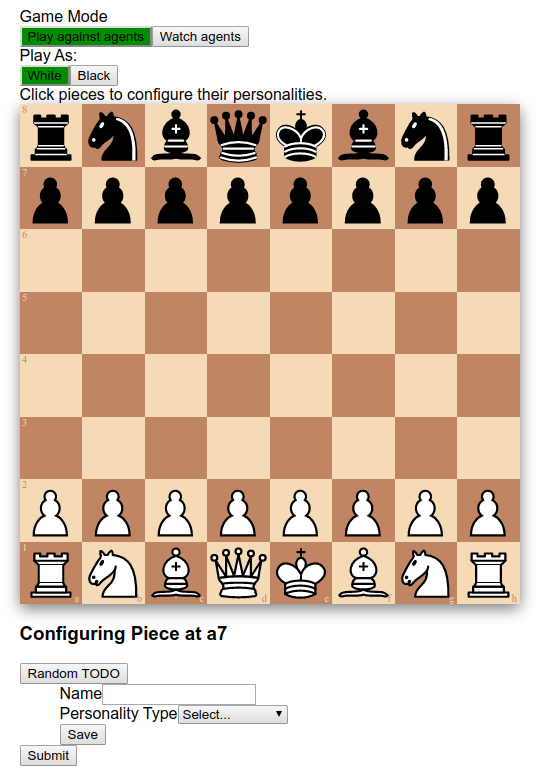 Game Mode
Play against agents Watch agents
Play As:
White Black
Click pieces to configure their personalities.
8
7
6
5
4
3
2
1
a b c d e f g h
Configuring Piece at a7
Random TODO
Name
Personality Type Select...
Save
Submit